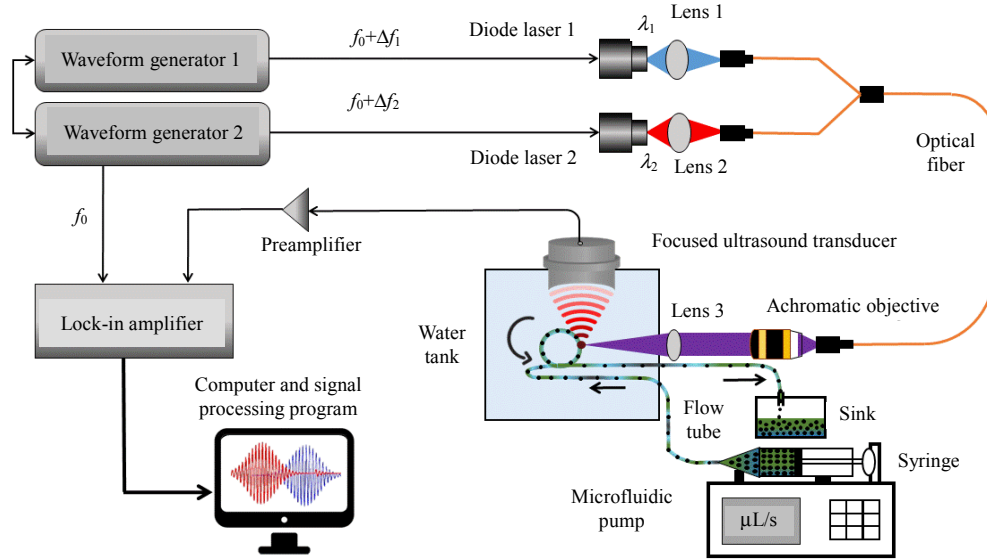 Waveform generator 1
f₀+Δf₁
Diode laser 1
λ₁
Lens 1
Waveform generator 2
f₀+Δf₂
Diode laser 2
λ₂
Lens 2
Optical
fiber
f₀
Preamplifier
Focused ultrasound transducer
Lock-in amplifier
Water
tank
Lens 3
Achromatic objective
Computer and signal
processing program
Flow
tube
Sink
Syringe
Microfluidic
pump
µL/s